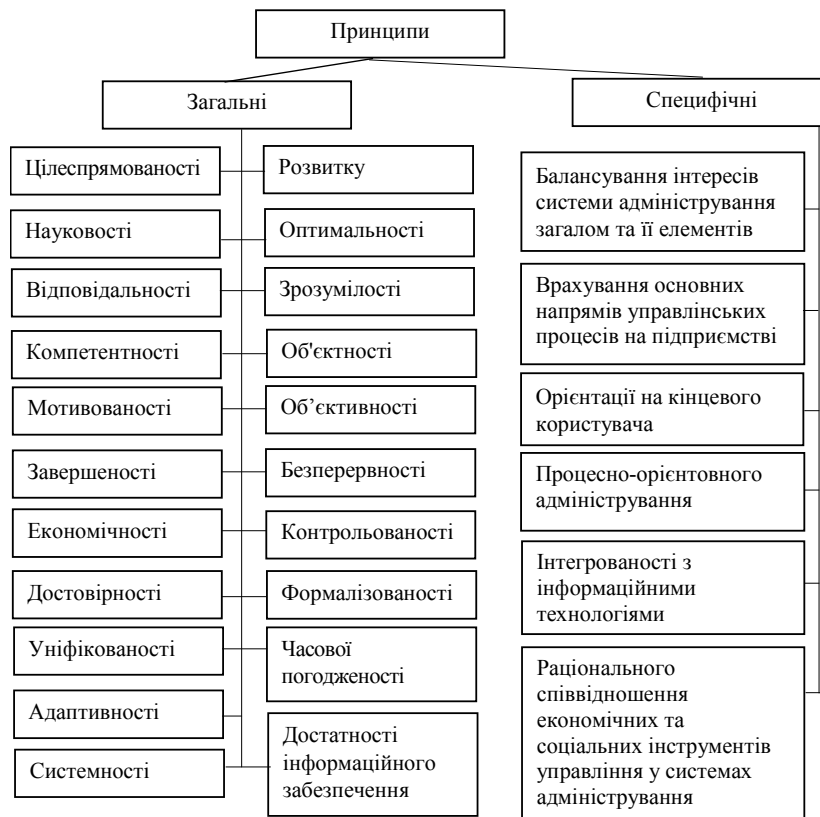 Принципи
Загальні
Специфічні
Цілеспрямованості
Розвитку
Науковості
Оптимальності
Відповідальності
Зрозумілості
Компетентності
Об'єктності
Мотивованості
Об’єктивності
Завершеності
Безперервності
Економічності
Контрольованості
Достовірності
Формалізованості
Уніфікованості
Часової
погодженості
Адаптивності
Достатності
інформаційного
забезпечення
Системності
Балансування інтересів
системи адміністрування
загалом та її елементів
Врахування основних
напрямів управлінських
процесів на підприємстві
Орієнтації на кінцевого
користувача
Процесно-орієнтовного
адміністрування
Інтегрованості з
інформаційними
технологіями
Раціонального
співвідношення
економічних та
соціальних інструментів
управління у системах
адміністрування